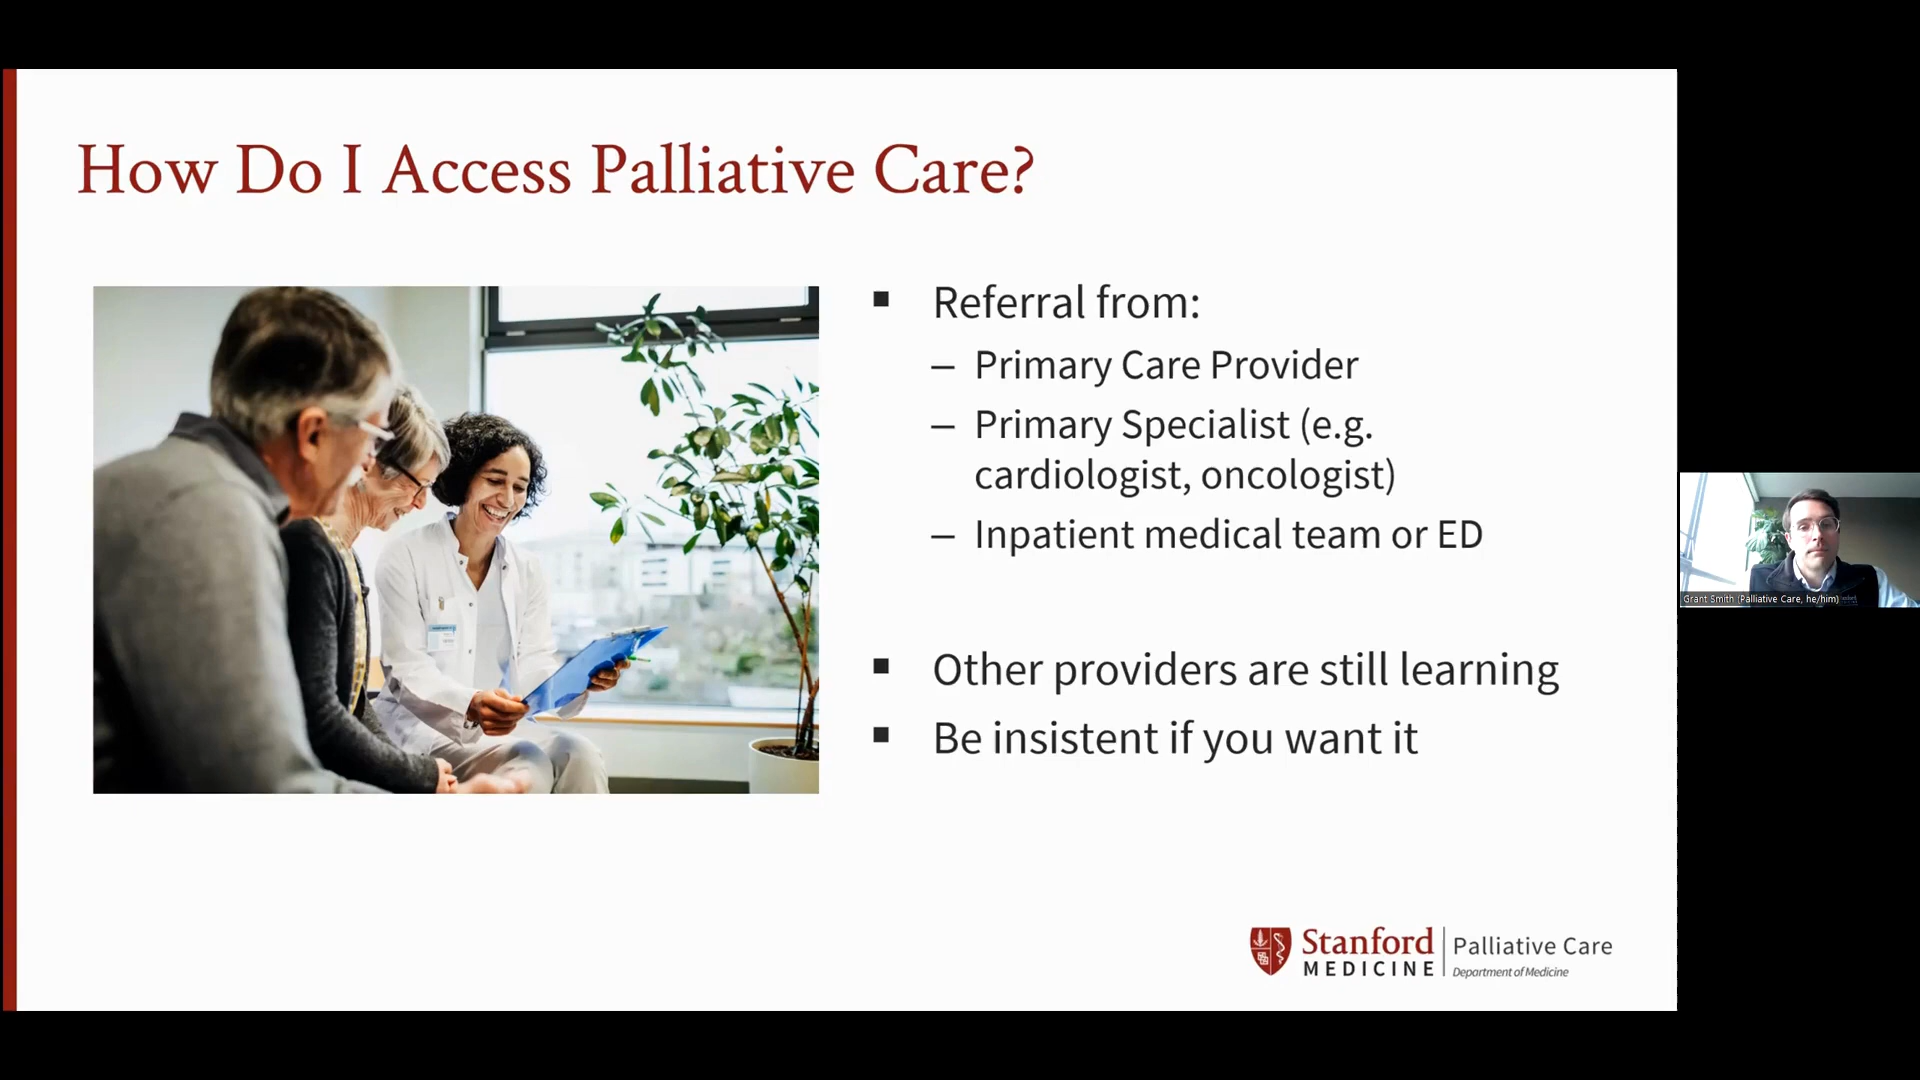 How Do I Access Palliative Care?
▪ Referral from:
– Primary Care Provider
– Primary Specialist (e.g.
cardiologist, oncologist)
– Inpatient medical team or ED
▪ Other providers are still learning
▪ Be insistent if you want it
Grant Smith (Palliative Care, he/him)
Stanford
MEDICINE
Palliative Care
Department of Medicine